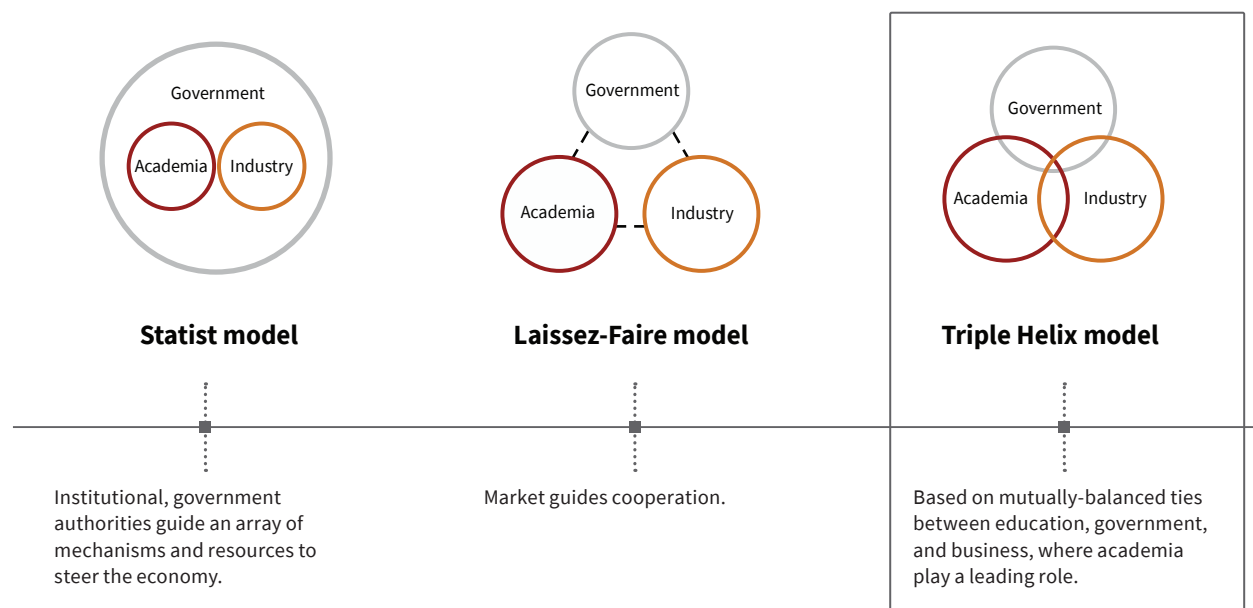 Government
Academia
Industry
Statist model
Institutional, government
authorities guide an array of
mechanisms and resources to
steer the economy.
Government
Academia
Industry
Laissez-Faire model
Market guides cooperation.
Government
Academia
Industry
Triple Helix model
Based on mutually-balanced ties
between education, government,
and business, where academia
play a leading role.